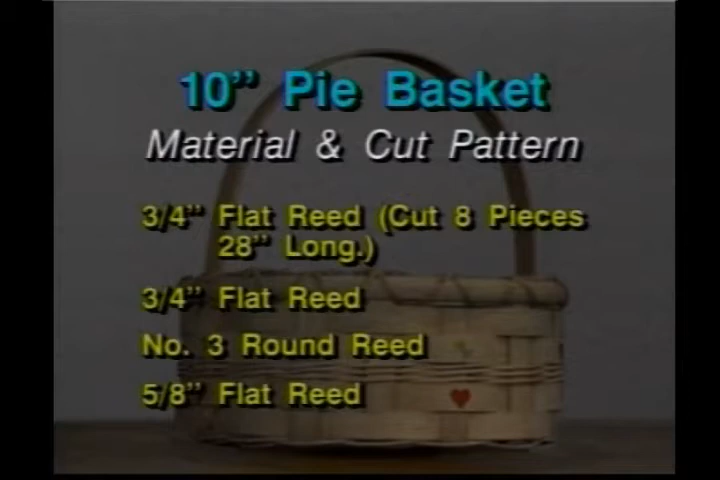 10” Pie Basket
Material & Cut Pattern
3/4” Flat Reed (Cut 8 Pieces
28” Long.)
3/4” Flat Reed
No. 3 Round Reed
5/8” Flat Reed